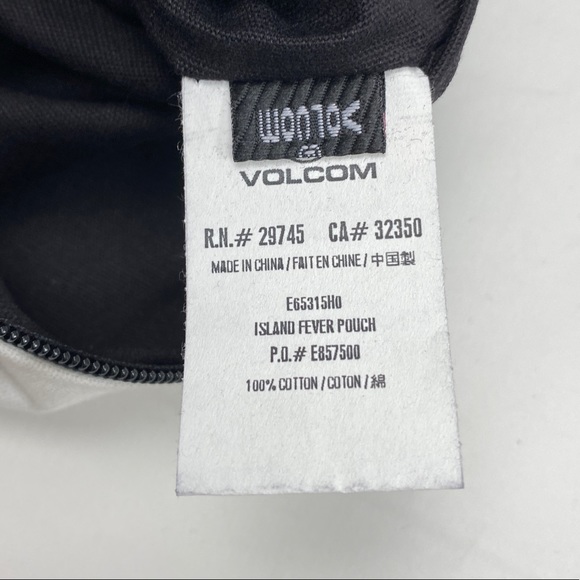 VOLCOM
VOLCOM
R.N.# 29745 CA# 32350
MADE IN CHINA / FAIT EN CHINE / 中国製
E65315H0
ISLAND FEVER POUCH
P.O.# E857500
100% COTTON / COTON / 綿